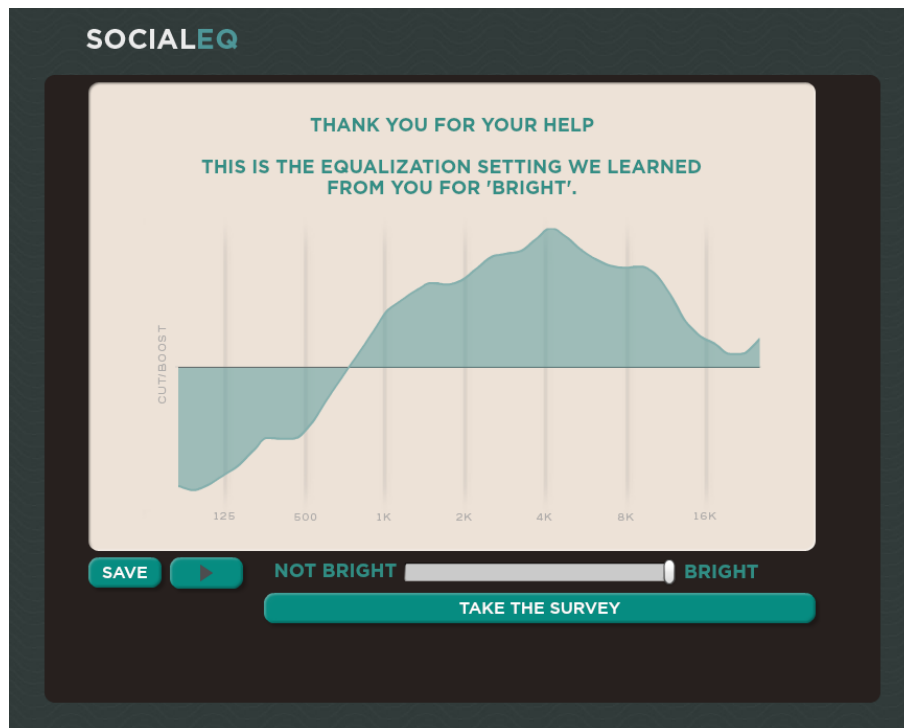 SOCIALEQ
THANK YOU FOR YOUR HELP
THIS IS THE EQUALIZATION SETTING WE LEARNED
FROM YOU FOR 'BRIGHT'.
CUT/BOOST
125 500 1K 2K 4K 8K 16K
SAVE NOT BRIGHT BRIGHT
TAKE THE SURVEY